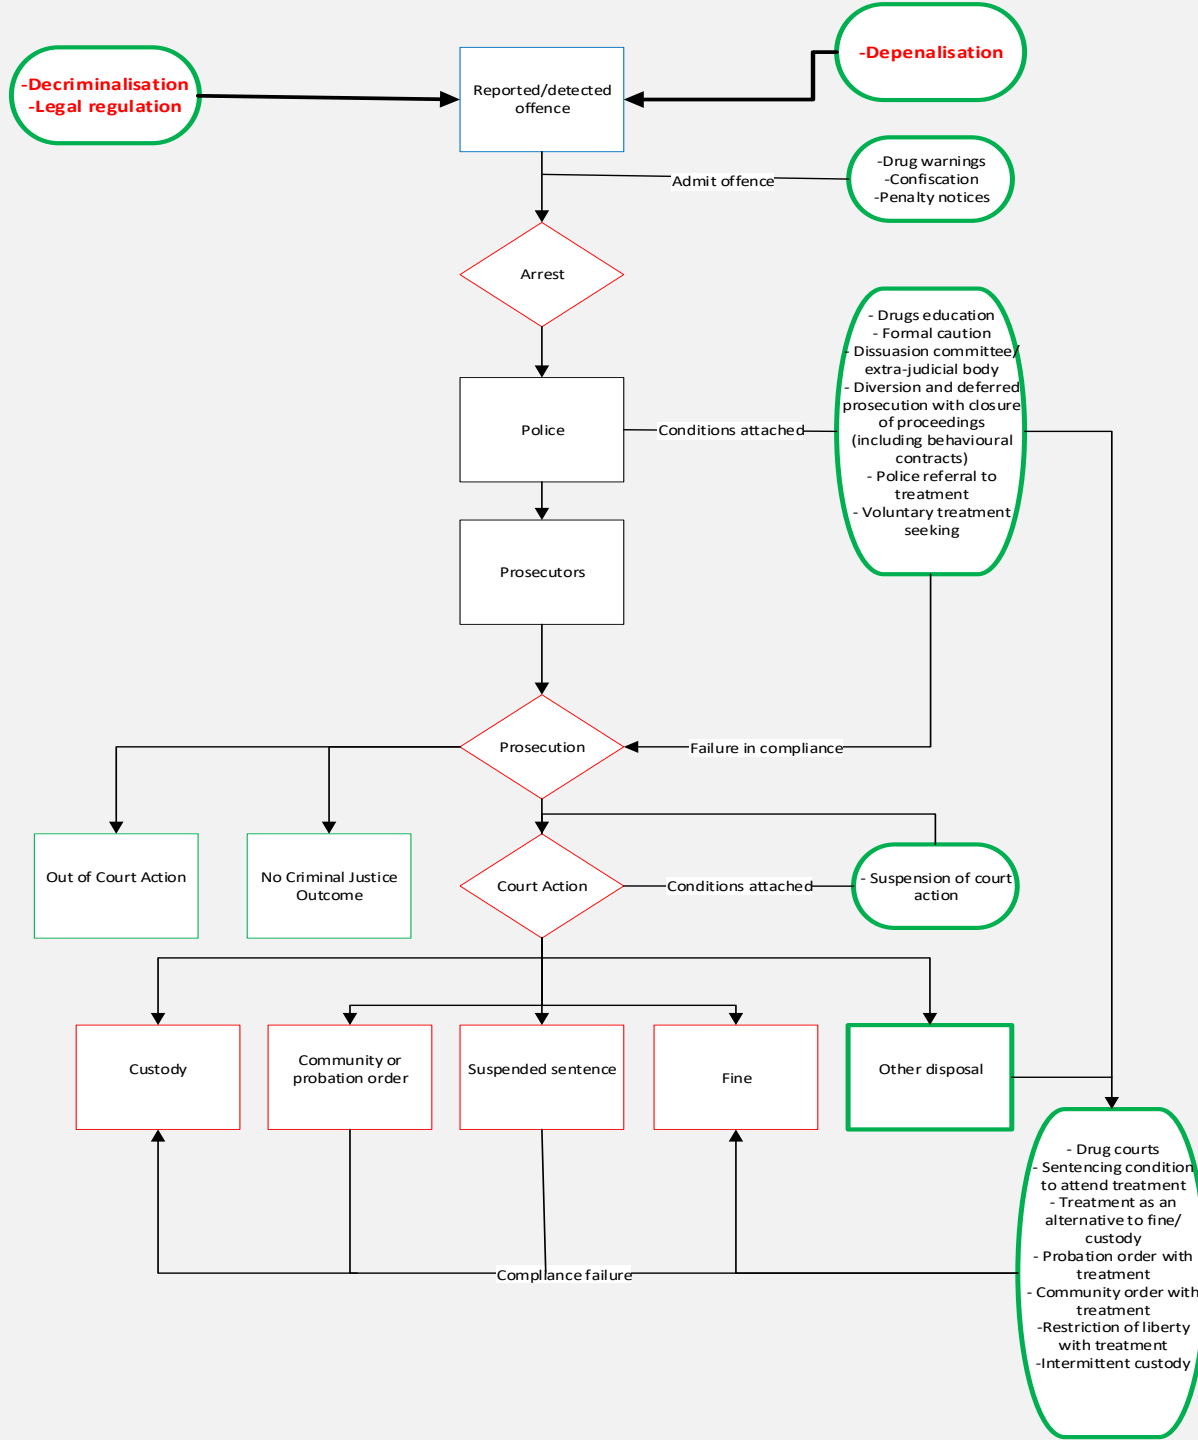 -Decriminalisation
-Legal regulation
Reported/detected
offence
-Depenalisation
Admit offence
-Drug warnings
-Confiscation
-Penalty notices
Arrest
Police
Conditions attached
- Drugs education
- Formal caution
- Dissuasion committee/
extra-judicial body
- Diversion and deferred
prosecution with closure
of proceedings
(including behavioural
contracts)
- Police referral to
treatment
- Voluntary treatment
seeking
Prosecutors
Prosecution
Failure in compliance
Out of Court Action
No Criminal Justice
Outcome
Court Action
Conditions attached
- Suspension of court
action
Custody
Community or
probation order
Suspended sentence
Fine
Other disposal
Compliance failure
- Drug courts
- Sentencing condition
to attend treatment
- Treatment as an
alternative to fine/
custody
- Probation order with
treatment
- Community order with
treatment
-Restriction of liberty
with treatment
-Intermittent custody